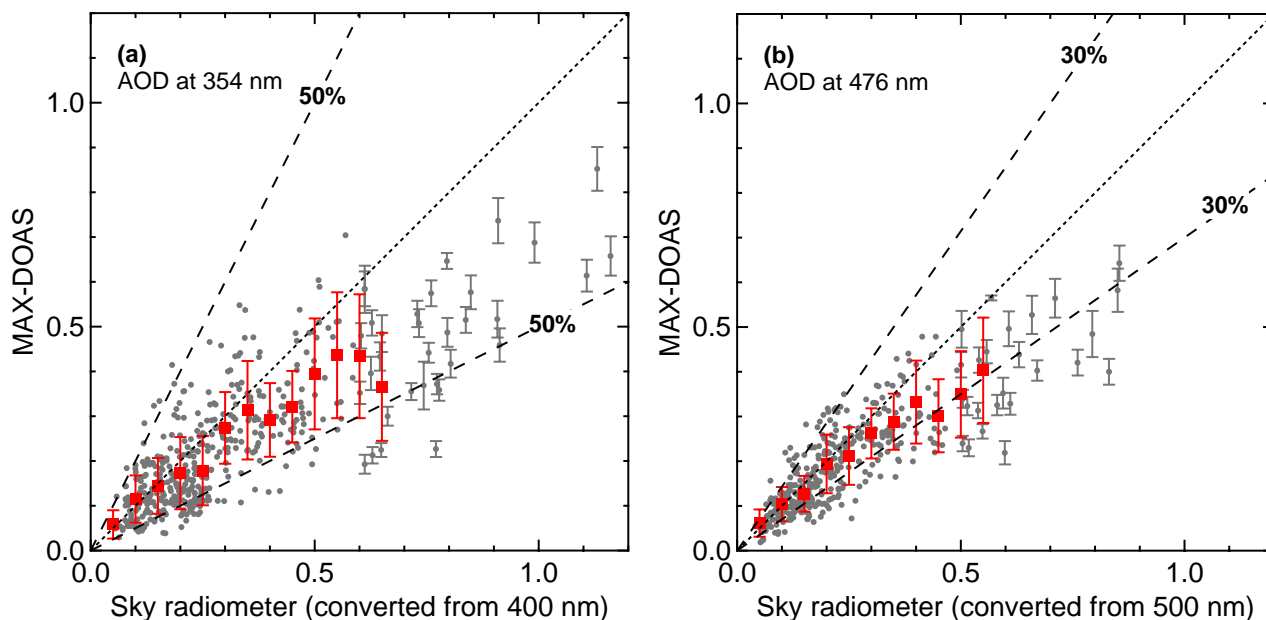 (a)
AOD at 354 nm
50%
50%
MAX-DOAS
1.0
0.5
0.0
0.0 0.5 1.0
Sky radiometer (converted from 400 nm)
(b)
AOD at 476 nm
30%
30%
MAX-DOAS
1.0
0.5
0.0
0.0 0.5 1.0
Sky radiometer (converted from 500 nm)